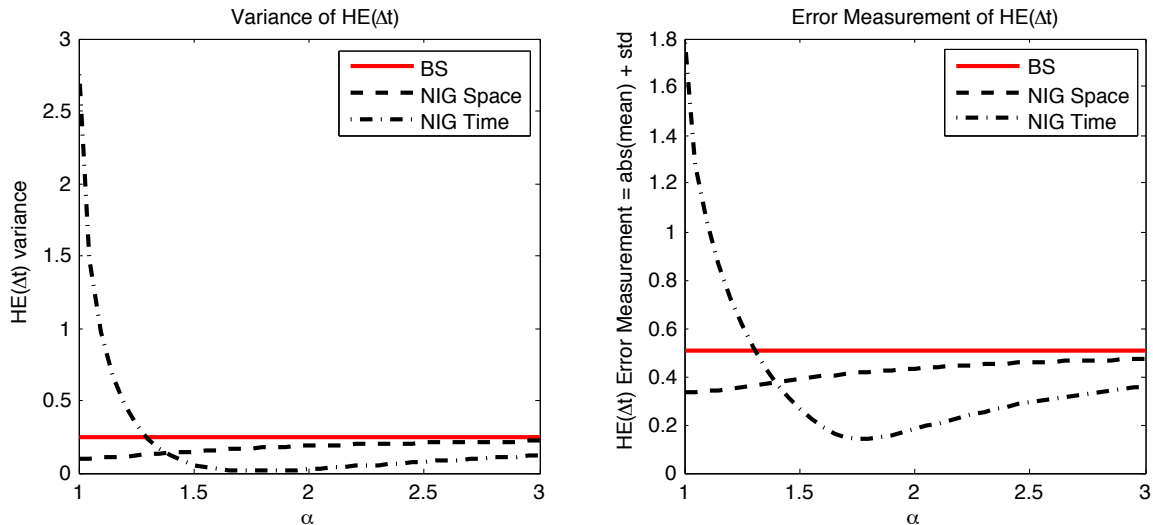 Variance of HE(Δt)
HE(Δt) variance
3
2.5
2
1.5
1
0.5
0
1
1.5
2
2.5
3
α
BS
NIG Space
NIG Time
Error Measurement of HE(Δt)
HE(Δt) Error Measurement = abs(mean) + std
1.8
1.6
1.4
1.2
1
0.8
0.6
0.4
0.2
0
1
1.5
2
2.5
3
α
BS
NIG Space
NIG Time